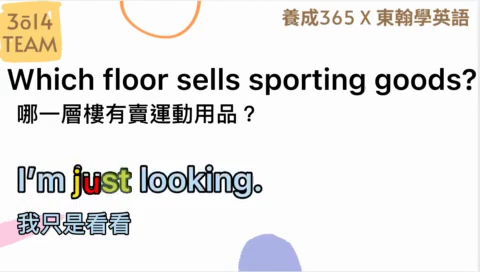 3ō14
TEAM
養成365 X 東翰學英語
Which floor sells sporting goods?
哪一層樓有賣運動用品？
I'm just looking.
我只是看看